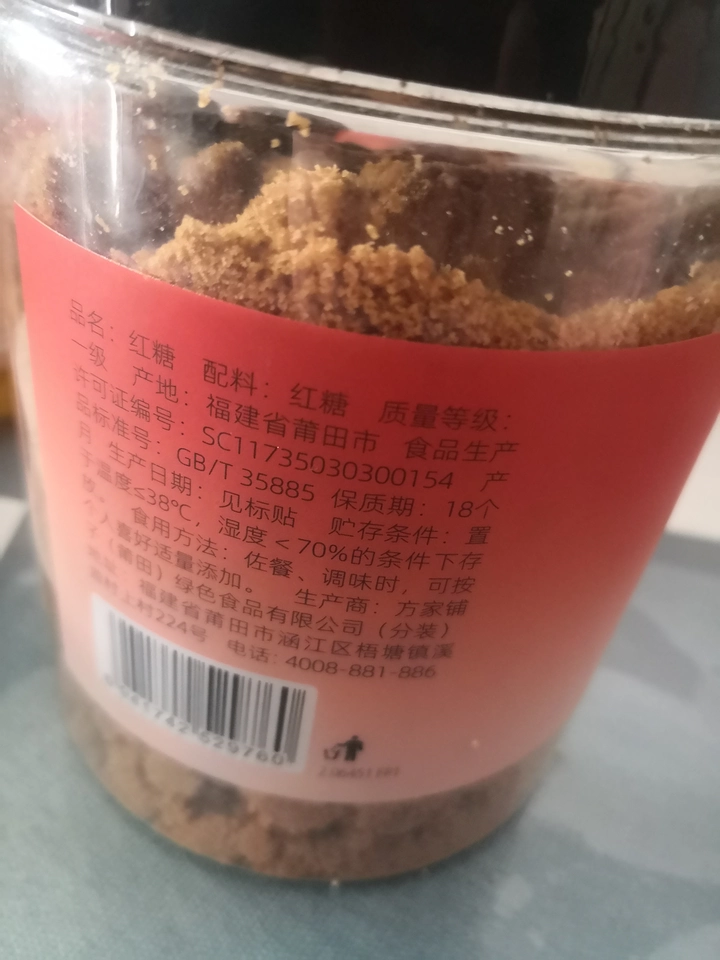 品名：红糖 配料：红糖 质量等级：
一级 产地：福建省莆田市 食品生产
许可证编号：SC11735030300154 产
品标准号：GB/T 35885 保质期：18个
月 生产日期：见标贴 贮存条件：置
于温度≤38℃，湿度＜70%的条件下存
放。 食用方法：佐餐、调味时，可按
个人喜好适量添加。 生产商：方家铺
子（莆田）绿色食品有限公司（分装）
福建省莆田市涵江区梧塘镇溪
上村224号 电话：4008-881-886